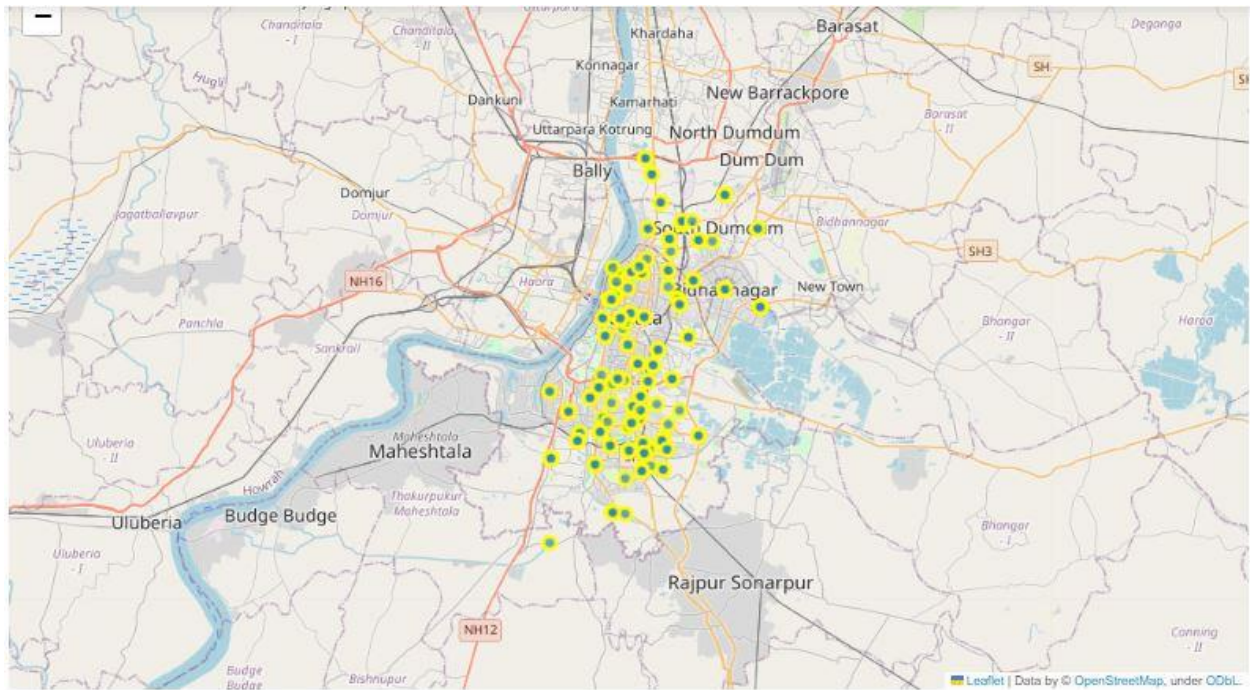 −
Chanditala
- I
Chanditala
- II
Khardaha
Barasat
Deganga
Konnagar
SH
Hugli
Dankuni
Kamarhati
New Barrackpore
Barasat
- II
Uttarpara Kotrung
North Dumdum
Bally
Dum Dum
Domjur
Jagatballavpur
Domjur
Bidhannagar
SH3
NH16
Haora
New Town
Panchla
Bhangar
- II
Haroa
Sankrail
Uluberia
- II
Maheshtala
Maheshtala
Howrah
Thakurpukur
Maheshtala
Uluberia
Budge Budge
Bhangar
- I
Uluberia
- I
Rajpur Sonarpur
NH12
Canning
- II
Budge
Budge
Bishnupur
Leaflet | Data by © OpenStreetMap, under ODbL.